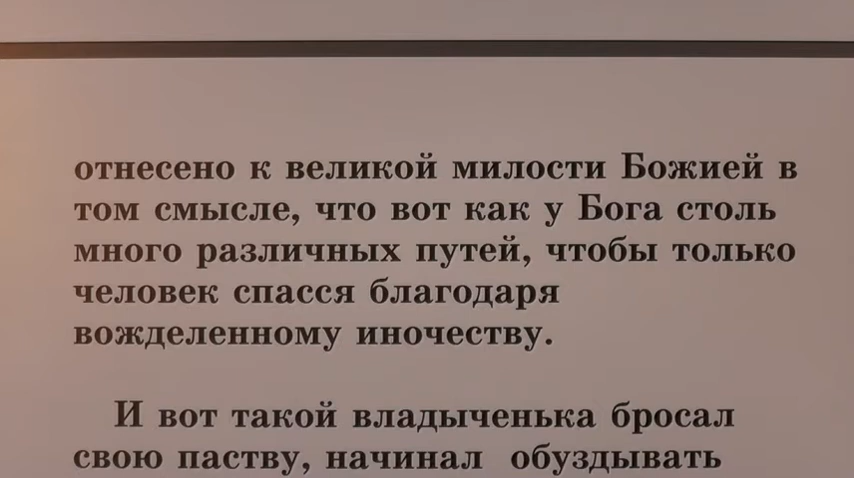 отнесено к великой милости Божией в
том смысле, что вот как у Бога столь
много различных путей, чтобы только
человек спасся благодаря
вожделенному иночеству.
И вот такой владыченька бросал
свою паству, начинал обуздывать